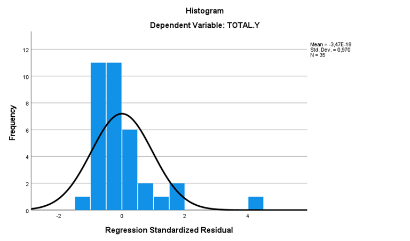 Histogram
Dependent Variable: TOTAL.Y
Mean = -3,47E-16
Std. Dev. = 0,970
N = 35
12
10
8
6
4
2
0
Frequency
-2
0
2
4
Regression Standardized Residual